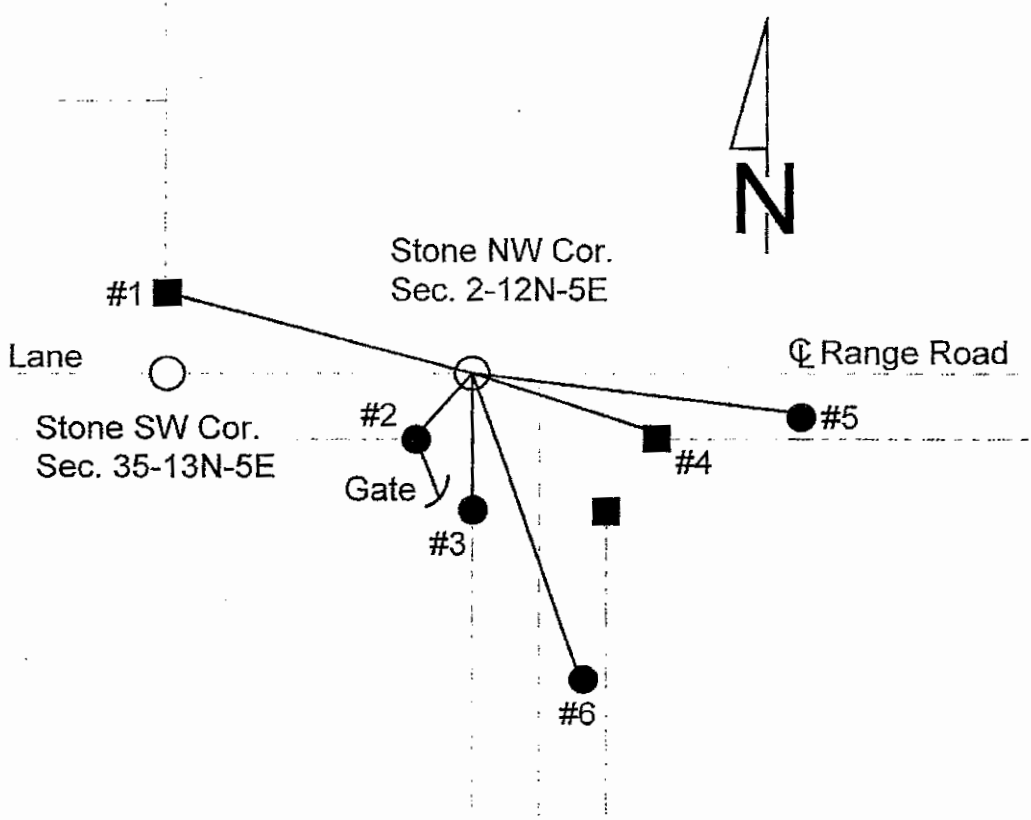 N
Stone NW Cor.
Sec. 2-12N-5E
#1
Lane
℄ Range Road
Stone SW Cor.
Sec. 35-13N-5E
#2
#5
#4
Gate
#3
#6